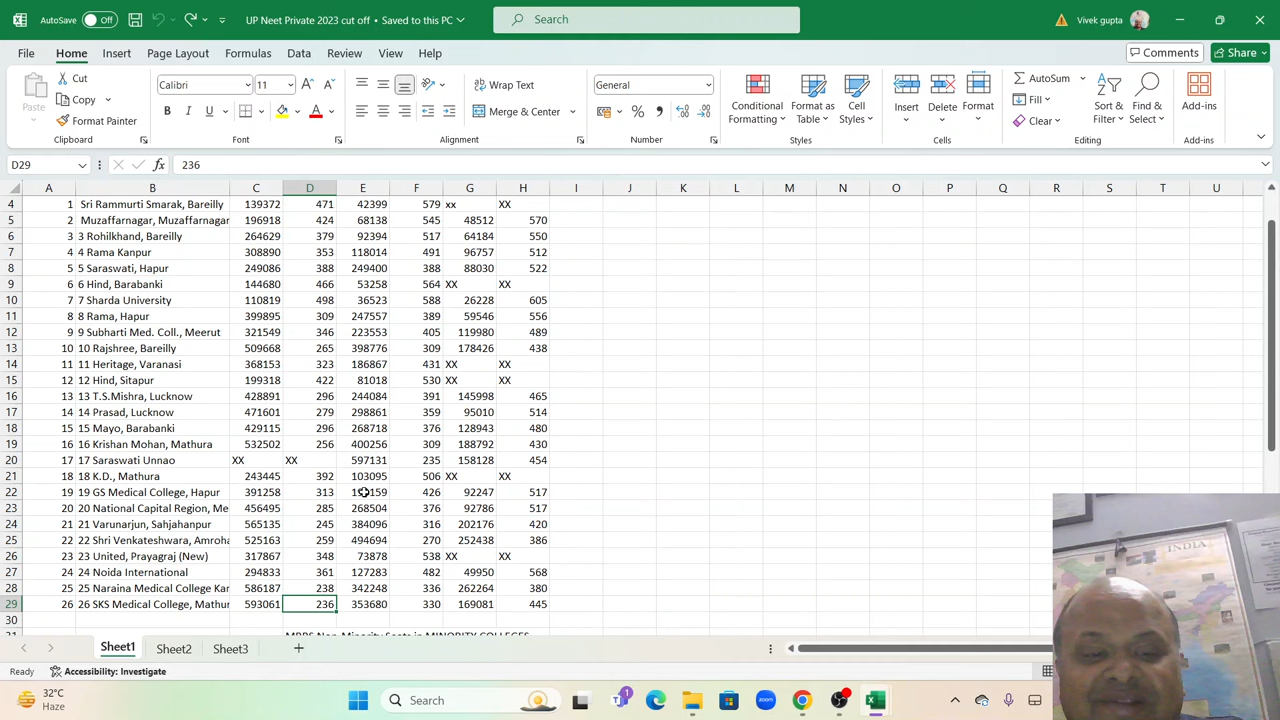 AutoSave Off UP Neet Private 2023 cut off • Saved to this PC Search Vivek gupta
File Home Insert Page Layout Formulas Data Review View Help Comments Share
Paste Cut Copy Format Painter Calibri 11 B I U A Wrap Text Merge & Center General % Conditional Formatting Format as Table Cell Styles Insert Delete Format AutoSum Fill Clear Sort & Filter Find & Select Add-ins
Clipboard Font Alignment Number Styles Cells Editing Add-ins
D29 fx 236
A B C D E F G H I J K L M N O P Q R S T U
4 1 Sri Rammurti Smarak, Bareilly 139372 471 42399 579 xx XX
5 2 Muzaffarnagar, Muzaffarnagar 196918 424 68138 545 48512 570
6 3 3 Rohilkhand, Bareilly 264629 379 92394 517 64184 550
7 4 4 Rama Kanpur 308890 353 118014 491 96757 512
8 5 5 Saraswati, Hapur 249086 388 249400 388 88030 522
9 6 6 Hind, Barabanki 144680 466 53258 564 XX XX
10 7 7 Sharda University 110819 498 36523 588 26228 605
11 8 8 Rama, Hapur 399895 309 247557 389 59546 556
12 9 9 Subharti Med. Coll., Meerut 321549 346 223553 405 119980 489
13 10 10 Rajshree, Bareilly 509668 265 398776 309 178426 438
14 11 11 Heritage, Varanasi 368153 323 186867 431 XX XX
15 12 12 Hind, Sitapur 199318 422 81018 530 XX XX
16 13 13 T.S.Mishra, Lucknow 428891 296 244084 391 145998 465
17 14 14 Prasad, Lucknow 471601 279 298861 359 95010 514
18 15 15 Mayo, Barabanki 429115 296 268718 376 128943 480
19 16 16 Krishan Mohan, Mathura 532502 256 400256 309 188792 430
20 17 17 Saraswati Unnao XX XX 597131 235 158128 454
21 18 18 K.D., Mathura 243445 392 103095 506 XX XX
22 19 19 GS Medical College, Hapur 391258 313 426 92247 517
23 20 20 National Capital Region, Me 456495 285 268504 376 92786 517
24 21 21 Varunarjun, Sahjahanpur 565135 245 384096 316 202176 420
25 22 22 Shri Venkateshwara, Amroha 525163 259 494694 270 252438 386
26 23 23 United, Prayagraj (New) 317867 348 73878 538 XX XX
27 24 24 Noida International 294833 361 127283 482 49950 568
28 25 25 Naraina Medical College Kan 586187 238 342248 336 262264 380
29 26 26 SKS Medical College, Mathur 593061 236 353680 330 169081 445
30
Sheet1 Sheet2 Sheet3
Ready Accessibility: Investigate
32°C Haze Search 1
INDIA